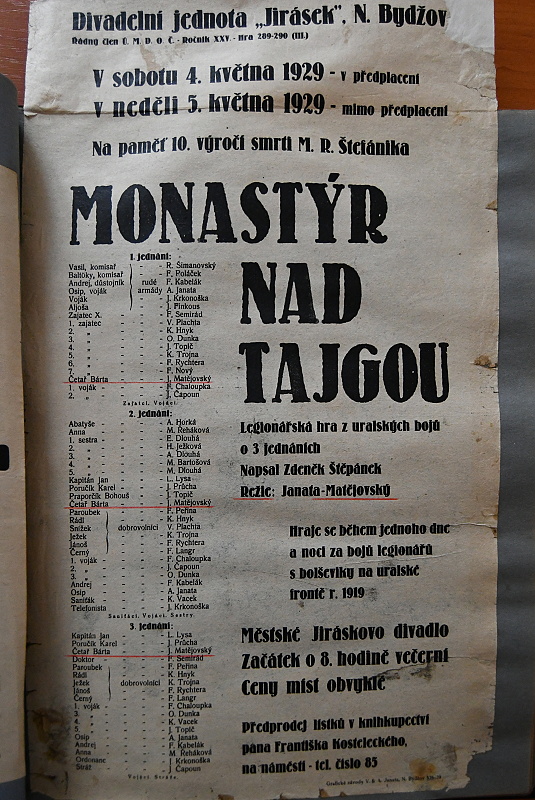 Divadelní jednota „Jirásek", N. Bydžov
Řádný člen Ú. M. D. O. Č. - Ročník XXV. - Hra 289-290 (III.)
V sobotu 4. května 1929 - v předplacení
v neděli 5. května 1929 - mimo předplacení
Na paměť 10. výročí smrti M. R. Štefánika
MONASTÝR
NAD
TAJGOU
1. jednání:
Vasil, komisař - - R. Šimanovský
Baltóky, komisař - - F. Poláček
Andrej, důstojník rudé F. Kabelák
Osip, voják armády A. Janata
Voják - - J. Krkonoška
Aljoša - - J. Pinkous
Zajatec X. - - - F. Semirád
1. zajatec - - - V. Plachta
2. „ - - - K. Hnyk
3. „ - - - O. Dunka
4. „ - - - J. Topič
5. „ - - - K. Trojna
6. „ - - - F. Rychtera
7. „ - - - F. Nový
Četař Bárta - - - J. Matějovský
1. voják - - - F. Chaloupka
2. „ - - - J. Čapoun
Zajatci, Vojáci.
2. jednání:
Abatyše - - - A. Horká
Anna - - - M. Řeháková
1. sestra - - - E. Dlouhá
2. „ - - - H. Ježková
3. „ - - - A. Dlouhá
4. „ - - - M. Bartošová
5. „ - - - M. Dlouhá
Kapitán Jan - - - L. Lysa
Poručík Karel - - - J. Průcha
Praporčík Bohouš - - J. Topič
Četař Bárta - - - J. Matějovský
Paroubek - F. Peřina
Rádl - K. Hnyk
Snížek dobrovolníci - V. Plachta
Ježek - K. Trojna
Jánoš - F. Rychtera
Černý - F. Langr
1. voják - - - F. Chaloupka
2. „ - - - J. Čapoun
3. „ - - - O. Dunka
Andrej - - - F. Kabelák
Osip - - - A. Janata
Saniťák - - - K. Vacek
Telefonista - - - J. Krkonoška
Saniťáci, Vojáci, Sestry.
3. jednání:
Kapitán Jan - - - L. Lysa
Poručík Karel - - - J. Průcha
Četař Bárta - - - J. Matějovský
Doktor - - - F. Semirád
Paroubek - F. Peřina
Rádl - K. Hnyk
Ježek dobrovolníci - K. Trojna
Jánoš - F. Rychtera
Černý - F. Langr
1. voják - - - F. Chaloupka
3. „ - - - O. Dunka
4. „ - - - K. Vacek
5. „ - - - J. Topič
Osip - - - A. Janata
Andrej - - - F. Kabelák
Anna - - - M. Řeháková
Ordonanc - - - J. Krkonoška
Stráž - - - J. Čapoun
Vojáci
Legionářská hra z uralských bojů
o 3 jednáních
Napsal Zdeněk Štěpánek
Režie: Janata-Matějovský
Hraje se během jednoho dne
a noci za bojů legionářů
s bolševiky na uralské
frontě r. 1919
Městské Jiráskovo divadlo
Začátek o 8. hodině večerní
Ceny míst obvyklé
Předprodej lístků v knihkupectví
pána Františka Kosteleckého,
na náměstí - tel. číslo 85
Grafické závody V. & A. Janata, N. Bydžov